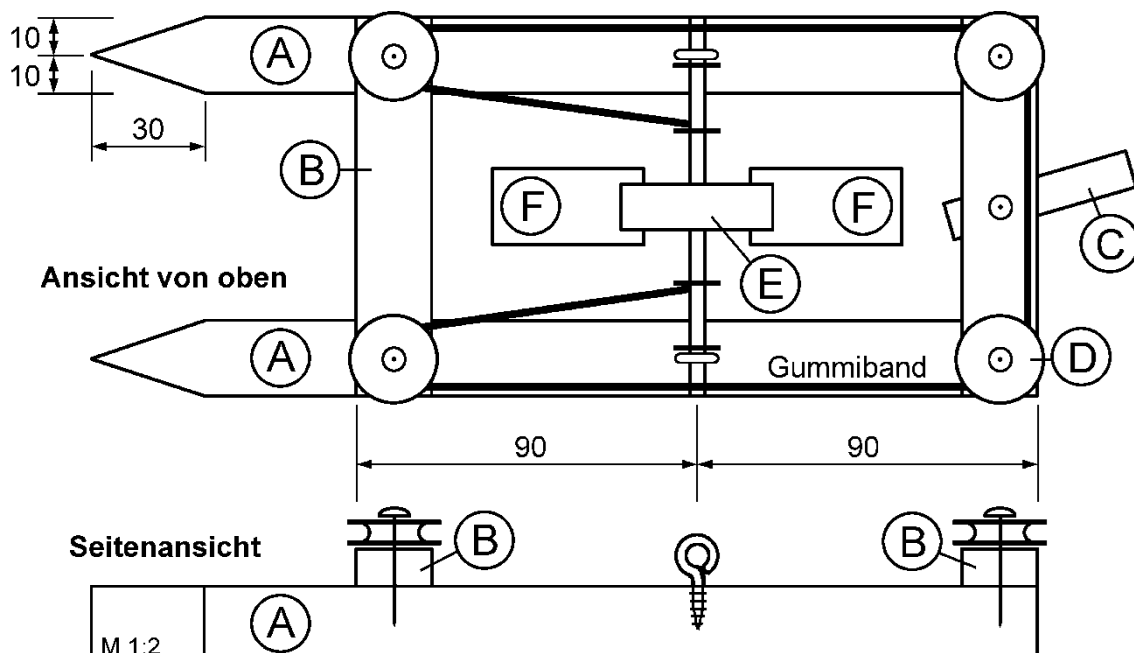 10
10
A
30
B
F
F
C
E
Ansicht von oben
A
Gummiband
D
90
90
Seitenansicht
B
B
A
M 1:2